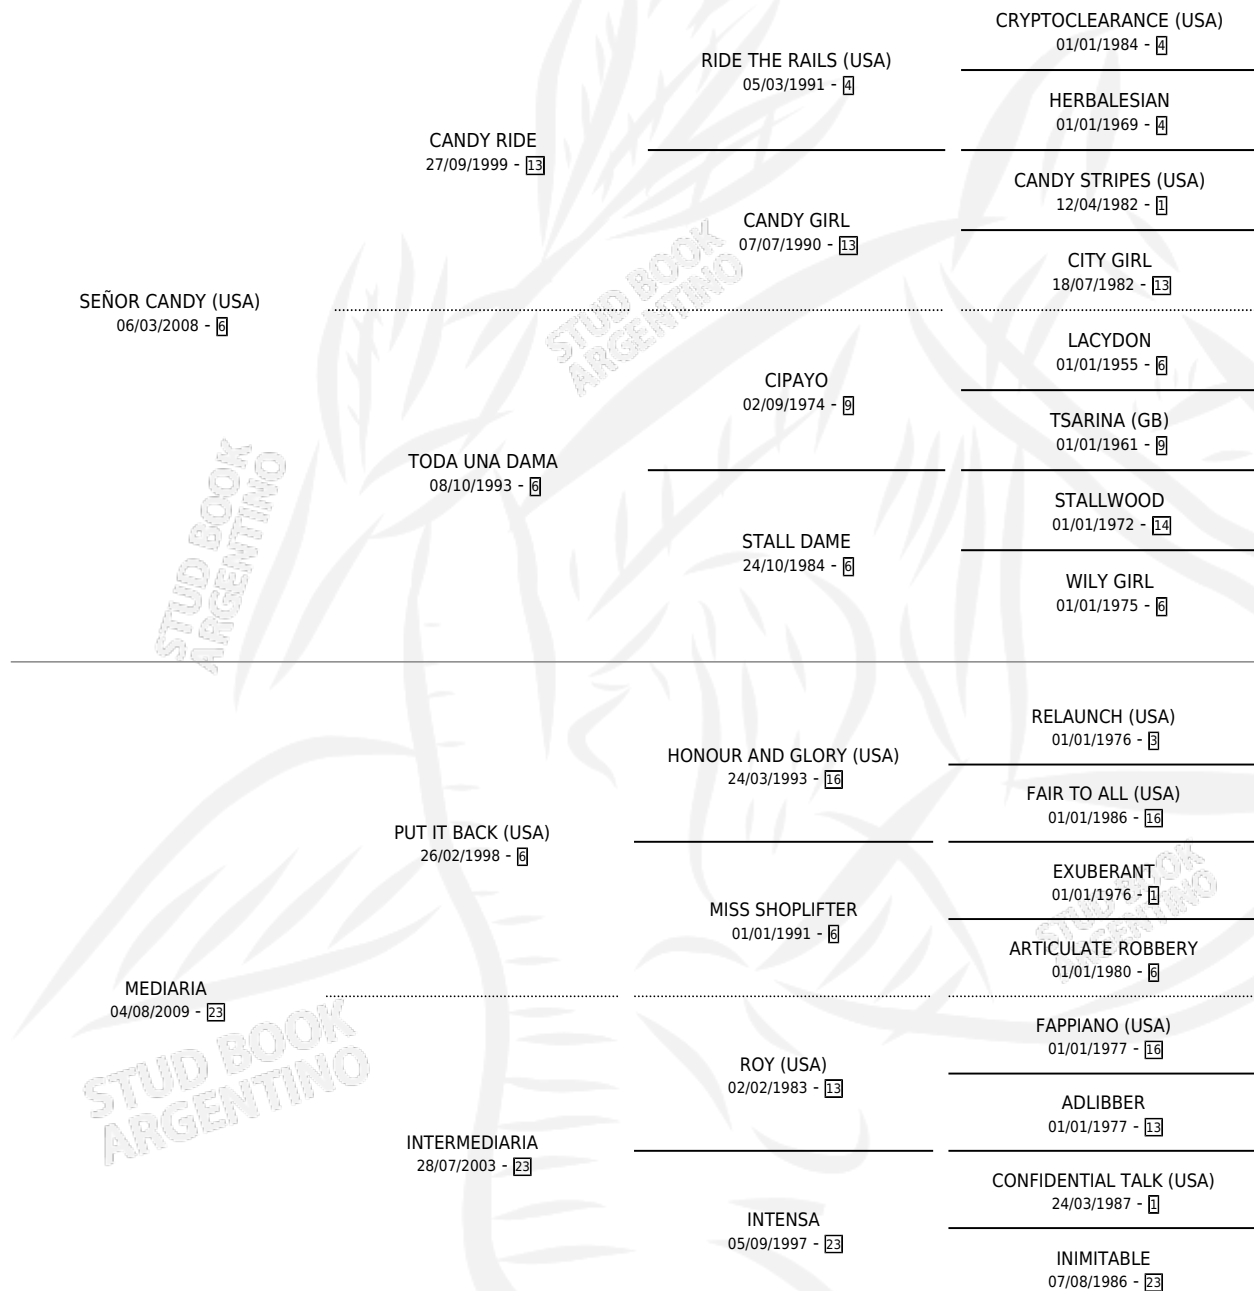 CRYPTOCLEARANCE (USA)
01/01/1984 - 4
RIDE THE RAILS (USA)
05/03/1991 - 4
HERBALESIAN
01/01/1969 - 4
CANDY RIDE
27/09/1999 - 13
CANDY STRIPES (USA)
12/04/1982 - 1
CANDY GIRL
07/07/1990 - 13
CITY GIRL
18/07/1982 - 13
SEÑOR CANDY (USA)
06/03/2008 - 6
LACYDON
01/01/1955 - 6
CIPAYO
02/09/1974 - 9
TSARINA (GB)
01/01/1961 - 9
TODA UNA DAMA
08/10/1993 - 6
STALLWOOD
01/01/1972 - 14
STALL DAME
24/10/1984 - 6
WILY GIRL
01/01/1975 - 6
RELAUNCH (USA)
01/01/1976 - 3
HONOUR AND GLORY (USA)
24/03/1993 - 16
FAIR TO ALL (USA)
01/01/1986 - 16
PUT IT BACK (USA)
26/02/1998 - 6
EXUBERANT
01/01/1976 - 1
MISS SHOPLIFTER
01/01/1991 - 6
ARTICULATE ROBBERY
01/01/1980 - 6
MEDIARIA
04/08/2009 - 23
FAPPIANO (USA)
01/01/1977 - 16
ROY (USA)
02/02/1983 - 13
ADLIBBER
01/01/1977 - 13
INTERMEDIARIA
28/07/2003 - 23
CONFIDENTIAL TALK (USA)
24/03/1987 - 1
INTENSA
05/09/1997 - 23
INIMITABLE
07/08/1986 - 23
STUD BOOK
ARGENTINO
STUD BOOK
ARGENTINO
STUD BOOK
ARGENTINO
STUD BOOK
ARGENTINO